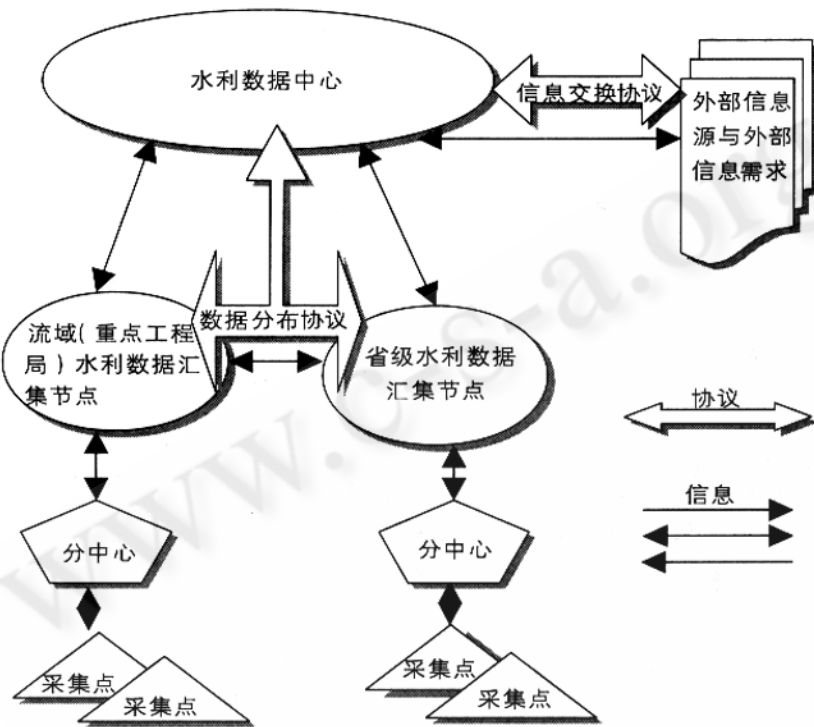 水利数据中心
信息交换协议
外部信息
源与外部
信息需求
数据分布协议
流域(重点工程
局)水利数据汇
集节点
省级水利数据
汇集节点
协议
信息
分中心
分中心
采集点
采集点
采集点
采集点
www.c-s-a.org